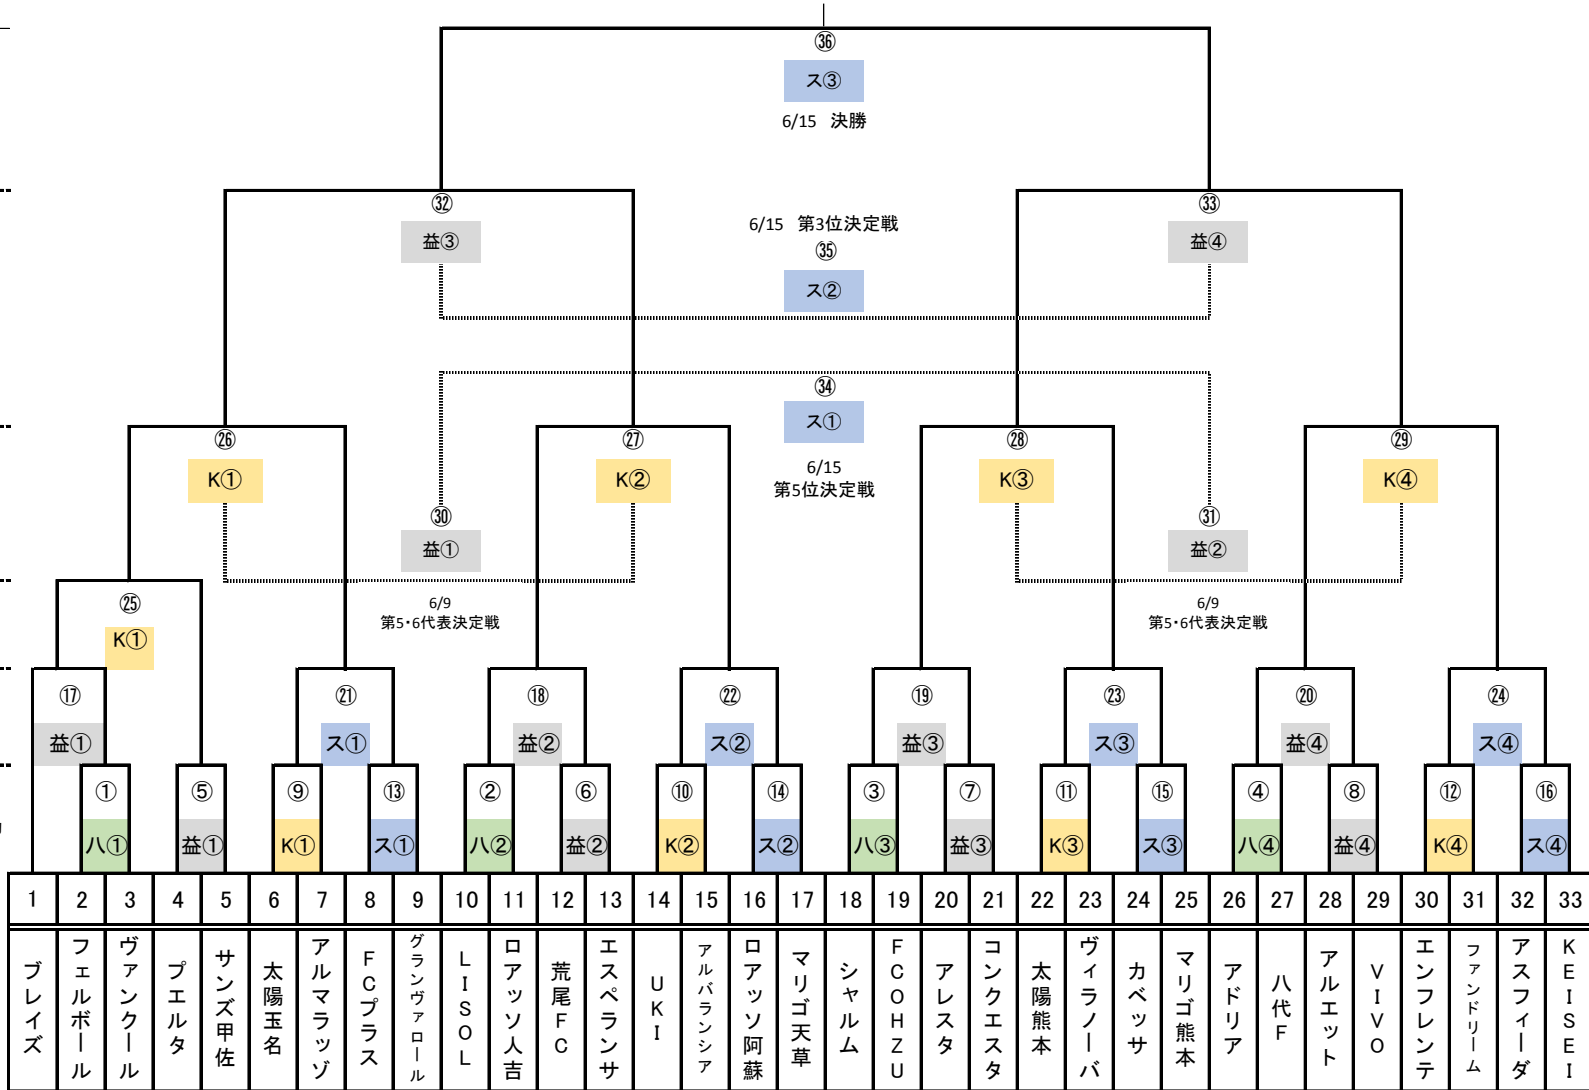 ㊱
ス③
6/15 決勝
㉜
㉝
6/15 第3位決定戦
益③
㉟
益④
ス②
㉞
ス①
㉖
㉗
㉘
㉙
6/15
第5位決定戦
K①
K②
K③
K④
㉚
㉛
益①
益②
㉕
6/9
第5・6代表決定戦
6/9
第5・6代表決定戦
K①
⑰
㉑
⑱
㉒
⑲
㉓
⑳
㉔
益①
ス①
益②
ス②
益③
ス③
益④
ス④
①
⑤
⑨
⑬
②
⑥
⑩
⑭
③
⑦
⑪
⑮
④
⑧
⑫
⑯
八①
益①
K①
ス①
八②
益②
K②
ス②
八③
益③
K③
ス③
八④
益④
K④
ス④
1 2 3 4 5 6 7 8 9 10 11 12 13 14 15 16 17 18 19 20 21 22 23 24 25 26 27 28 29 30 31 32 33
ブレイズ
フェルボール
ヴァンクール
プエルタ
サンズ甲佐
太陽玉名
アルマラッゾ
FCプラス
グランヴァロール
LISOL
ロアッソ人吉
荒尾FC
エスペランサ
UKI
アルバランシア
ロアッソ阿蘇
マリゴ天草
シャルム
FCOHZU
アレスタ
コンクエスタ
太陽熊本
ヴィラノーバ
カベッサ
マリゴ熊本
アドリア
八代F
アルエット
VIVO
エンフレンテ
ファンドリーム
アスフィーダ
KEISEI